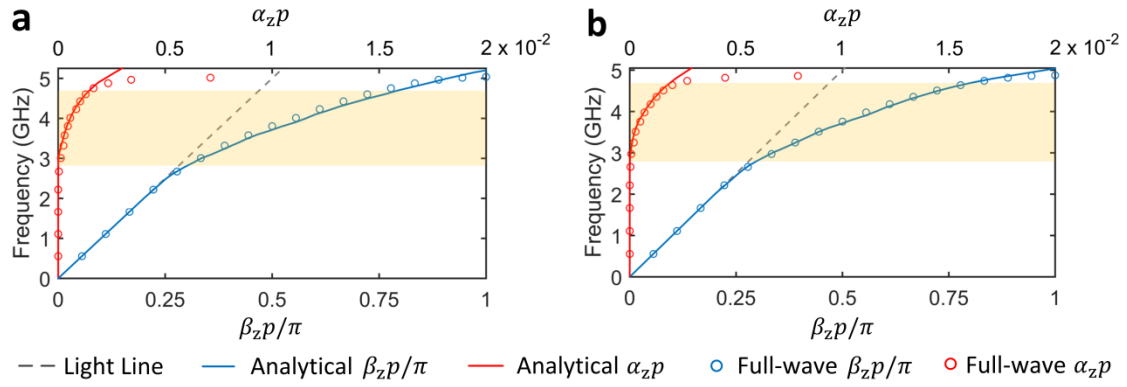 a
α_z p
0 0.5 1 1.5 2 x 10⁻²
5
4
3
2
1
0
Frequency (GHz)
0 0.25 0.5 0.75 1
β_z p/π
b
α_z p
0 0.5 1 1.5 2 x 10⁻²
5
4
3
2
1
0
Frequency (GHz)
0 0.25 0.5 0.75 1
β_z p/π
Light Line Analytical β_z p/π Analytical α_z p Full-wave β_z p/π Full-wave α_z p